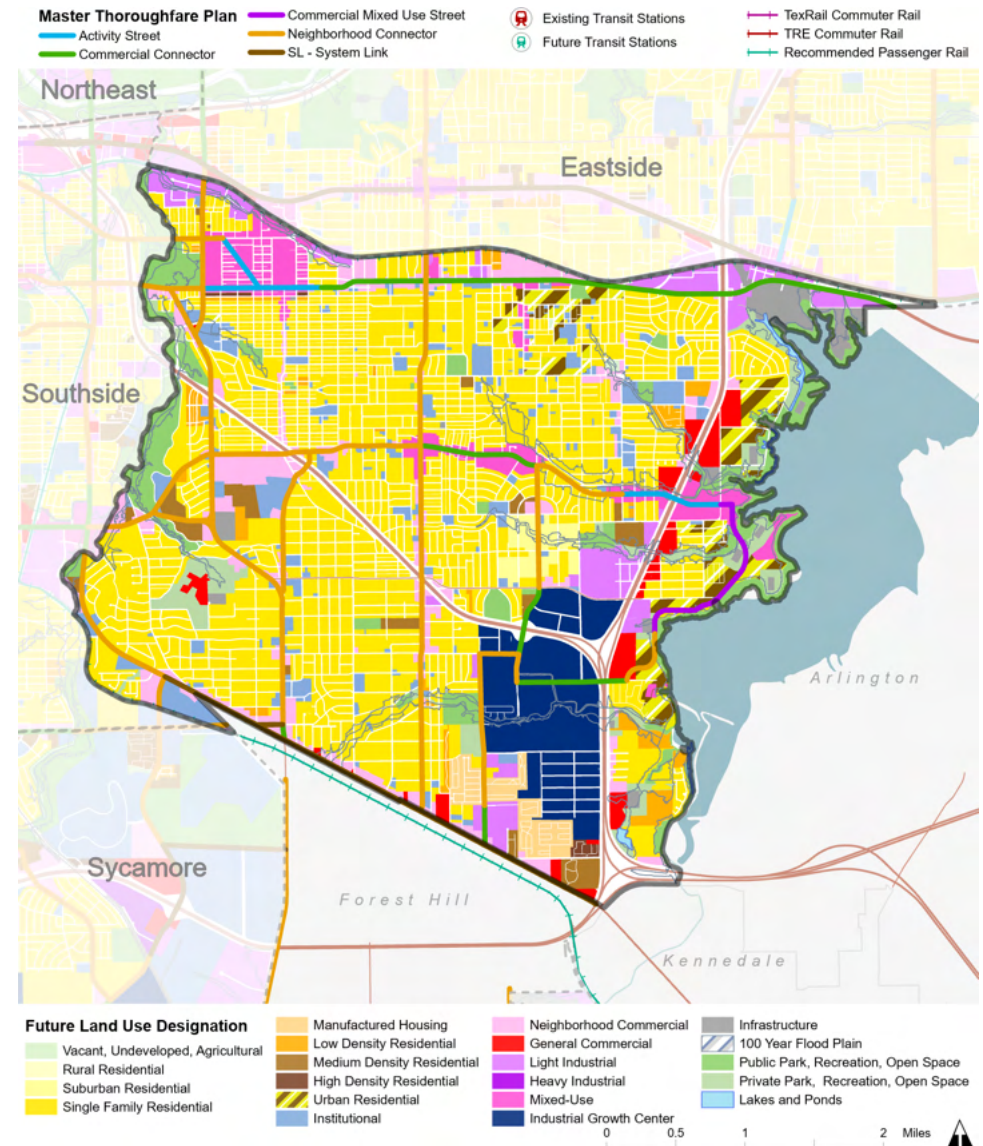 Master Thoroughfare Plan
Activity Street
Commercial Connector
Commercial Mixed Use Street
Neighborhood Connector
SL - System Link
Existing Transit Stations
Future Transit Stations
TexRail Commuter Rail
TRE Commuter Rail
Recommended Passenger Rail
Northeast
Eastside
Southside
Arlington
Sycamore
Forest Hill
Kennedale
Future Land Use Designation
Vacant, Undeveloped, Agricultural
Rural Residential
Suburban Residential
Single Family Residential
Manufactured Housing
Low Density Residential
Medium Density Residential
High Density Residential
Urban Residential
Institutional
Neighborhood Commercial
General Commercial
Light Industrial
Heavy Industrial
Mixed-Use
Industrial Growth Center
Infrastructure
100 Year Flood Plain
Public Park, Recreation, Open Space
Private Park, Recreation, Open Space
Lakes and Ponds
0 0.5 1 2 Miles